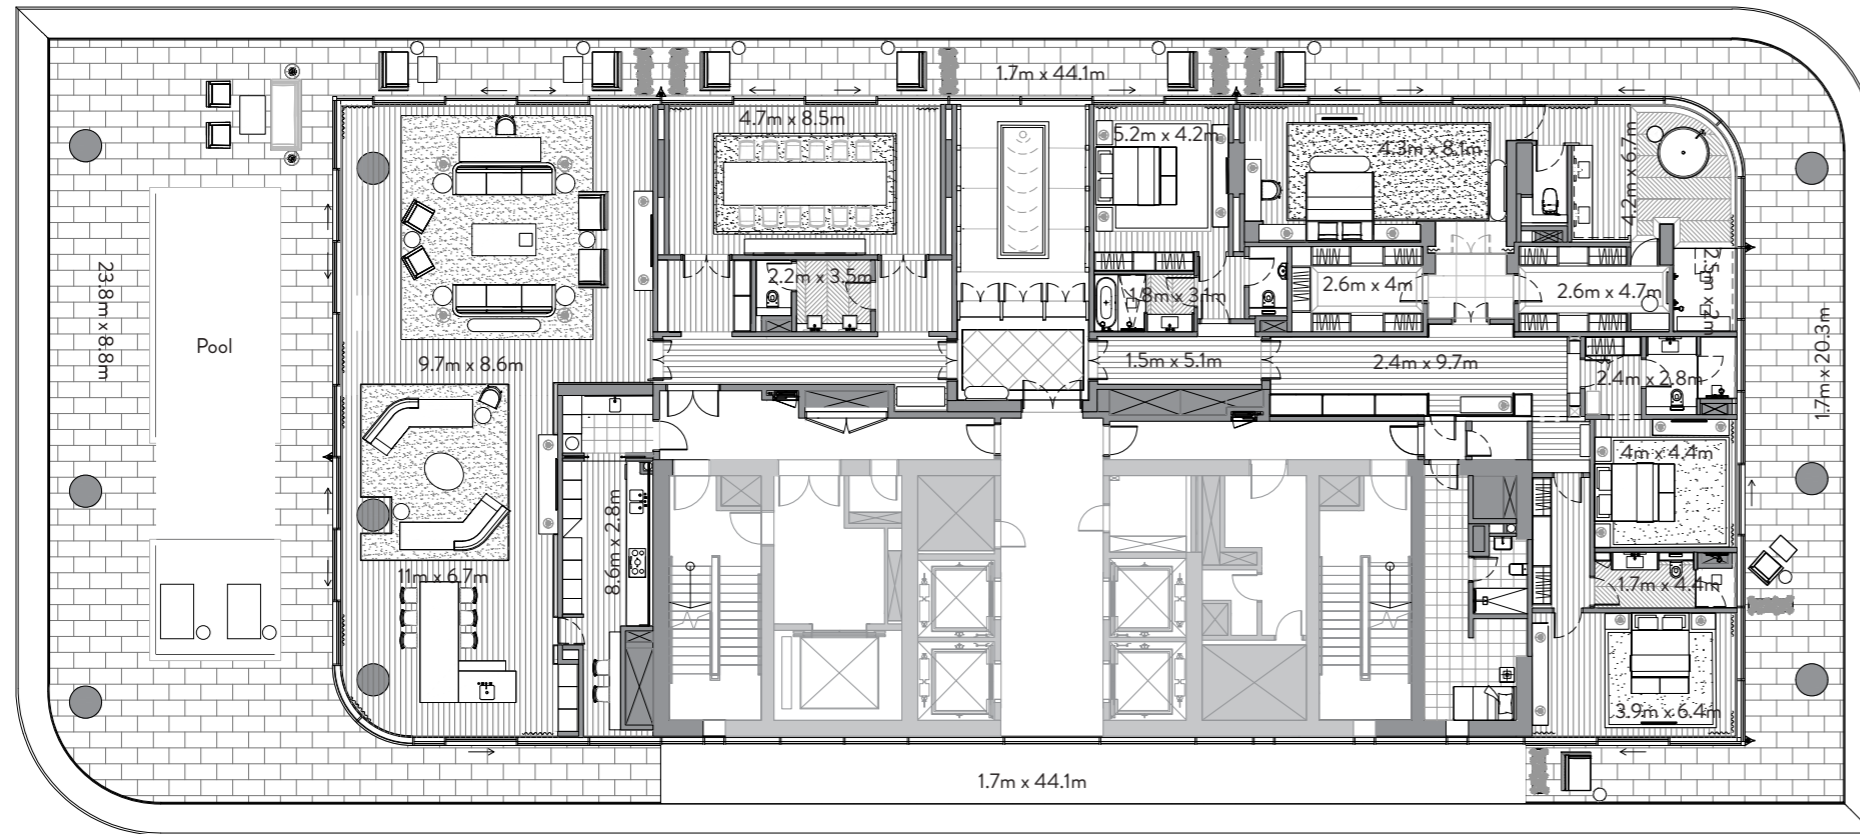 1.7m x 44.1m
4.7m x 8.5m
5.2m x 4.2m
4.3m x 8.1m
4.2m x 6.7m
2.2m x 3.5m
1.8m x 3.1m
2.6m x 4m
2.6m x 4.7m
2.5m x 2.2m
23.8m x 8.8m
Pool
9.7m x 8.6m
1.5m x 5.1m
2.4m x 9.7m
2.4m x 2.8m
1.7m x 20.3m
4m x 4.4m
8.6m x 2.8m
11m x 6.7m
1.7m x 4.4m
3.9m x 6.4m
1.7m x 44.1m